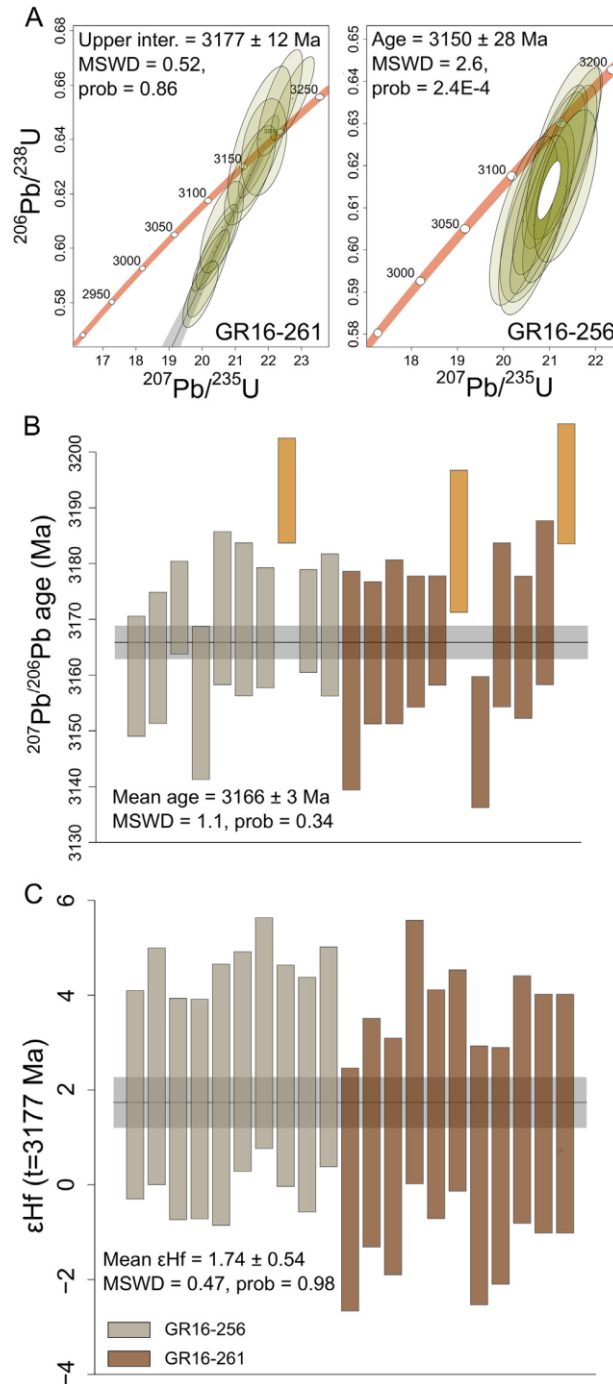 A
Upper inter. = 3177 ± 12 Ma
MSWD = 0.52,
prob = 0.86
3250
3150
3100
3050
3000
2950
GR16-261
0.58 0.60 0.62 0.64 0.66 0.68
²⁰⁶Pb/²³⁸U
17 18 19 20 21 22 23
²⁰⁷Pb/²³⁵U
Age = 3150 ± 28 Ma
MSWD = 2.6,
prob = 2.4E-4
3200
3100
3050
3000
GR16-256
0.58 0.59 0.60 0.61 0.62 0.63 0.64 0.65
18 19 20 21 22
²⁰⁷Pb/²³⁵U
B
3130 3140 3150 3160 3170 3180 3190 3200
²⁰⁷Pb/²⁰⁶Pb age (Ma)
Mean age = 3166 ± 3 Ma
MSWD = 1.1, prob = 0.34
C
−4 −2 0 2 4 6
εHf (t=3177 Ma)
Mean εHf = 1.74 ± 0.54
MSWD = 0.47, prob = 0.98
GR16-256
GR16-261